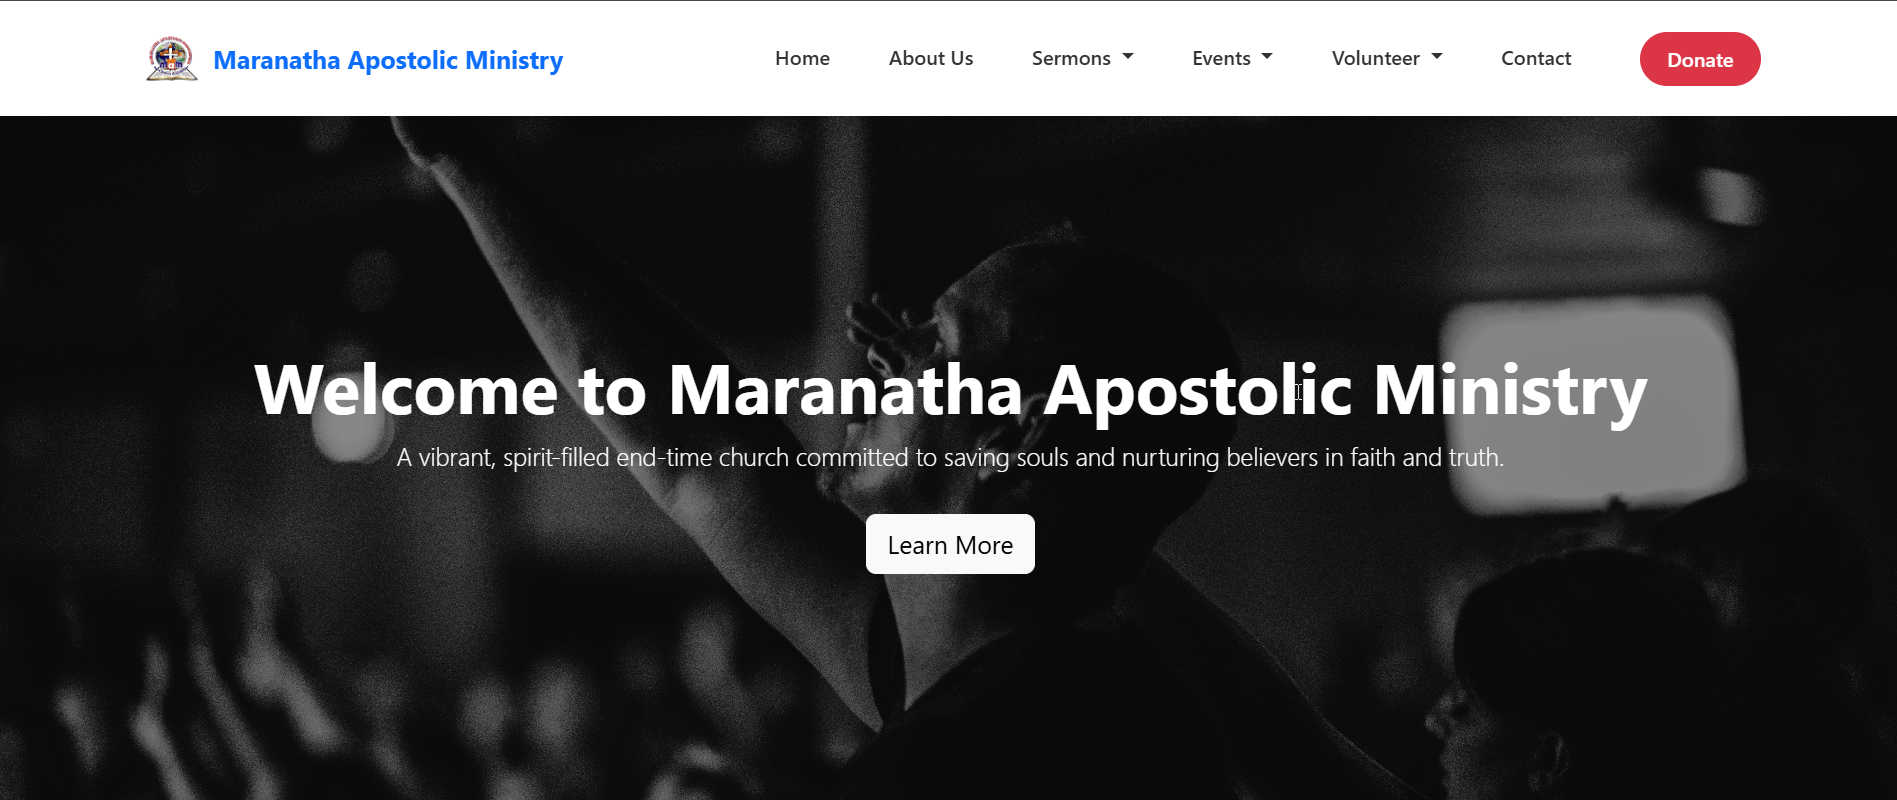 Maranatha Apostolic Ministry
Home
About Us
Sermons
Events
Volunteer
Contact
Donate
Welcome to Maranatha Apostolic Ministry
A vibrant, spirit-filled end-time church committed to saving souls and nurturing believers in faith and truth.
Learn More